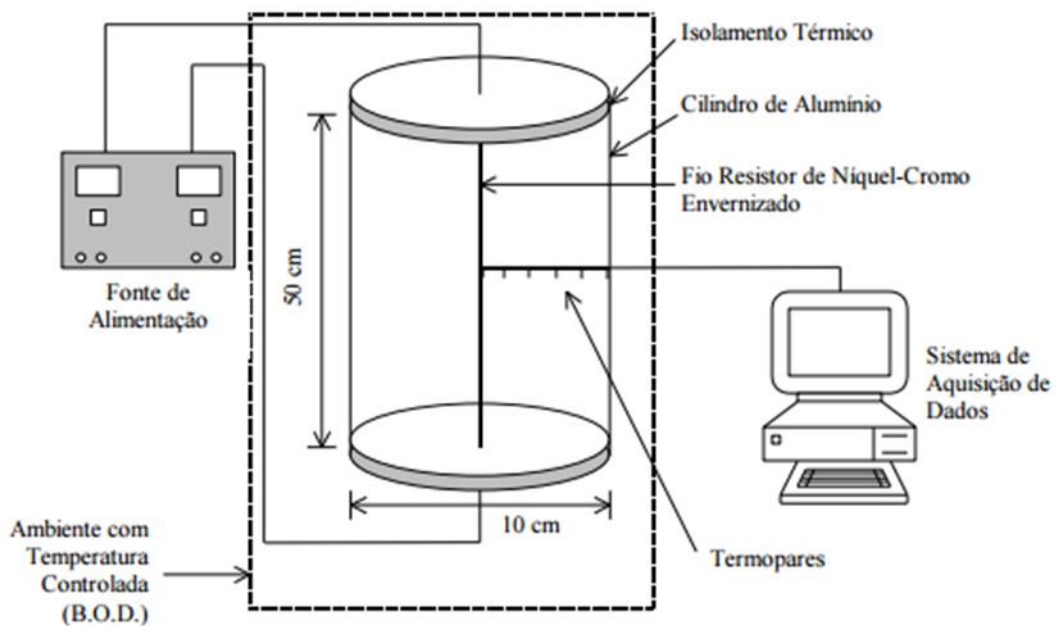 Isolamento Térmico
Cilindro de Alumínio
Fio Resistor de Níquel-Cromo
Envernizado
50 cm
Fonte de
Alimentação
Sistema de
Aquisição de
Dados
10 cm
Termopares
Ambiente com
Temperatura
Controlada
(B.O.D.)